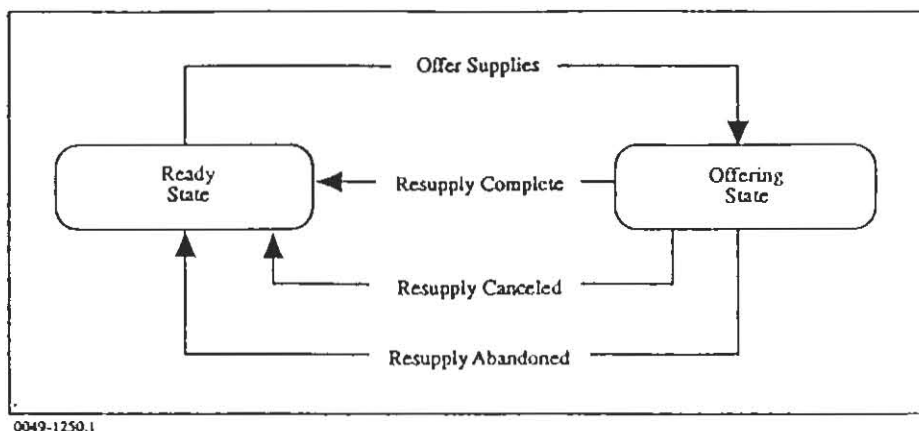 Offer Supplies
Ready
State
Resupply Complete
Offering
State
Resupply Canceled
Resupply Abandoned
0049-1250.1